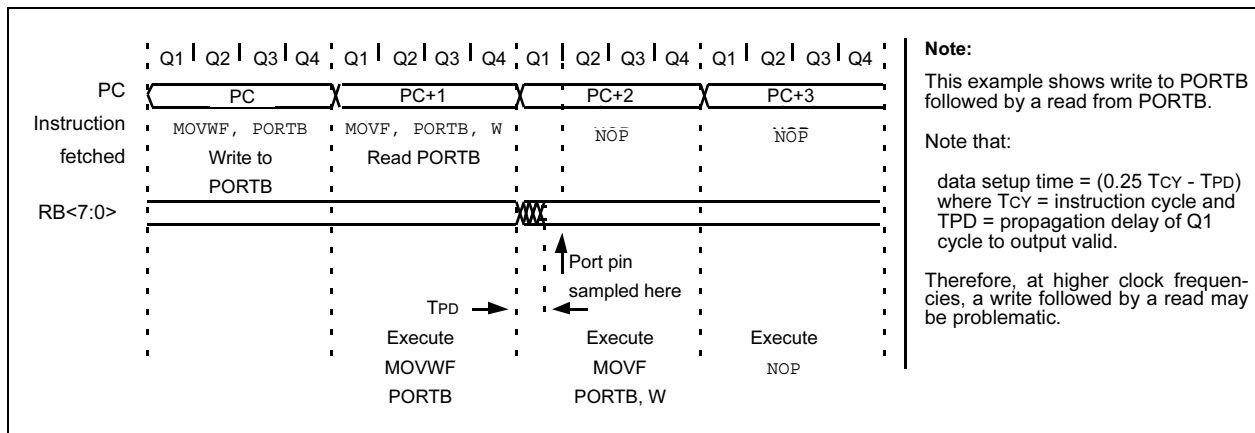 Q1 Q2 Q3 Q4 Q1 Q2 Q3 Q4 Q1 Q2 Q3 Q4 Q1 Q2 Q3 Q4
PC PC PC+1 PC+2 PC+3
Instruction
fetched
MOVWF, PORTB MOVF, PORTB, W NOP NOP
Write to
PORTB
Read PORTB
RB<7:0>
Port pin
sampled here
TPD
Execute
MOVWF
PORTB
Execute
MOVF
PORTB, W
Execute
NOP
Note:
This example shows write to PORTB
followed by a read from PORTB.
Note that:
data setup time = (0.25 TCY - TPD)
where TCY = instruction cycle and
TPD = propagation delay of Q1
cycle to output valid.
Therefore, at higher clock frequen-
cies, a write followed by a read may
be problematic.